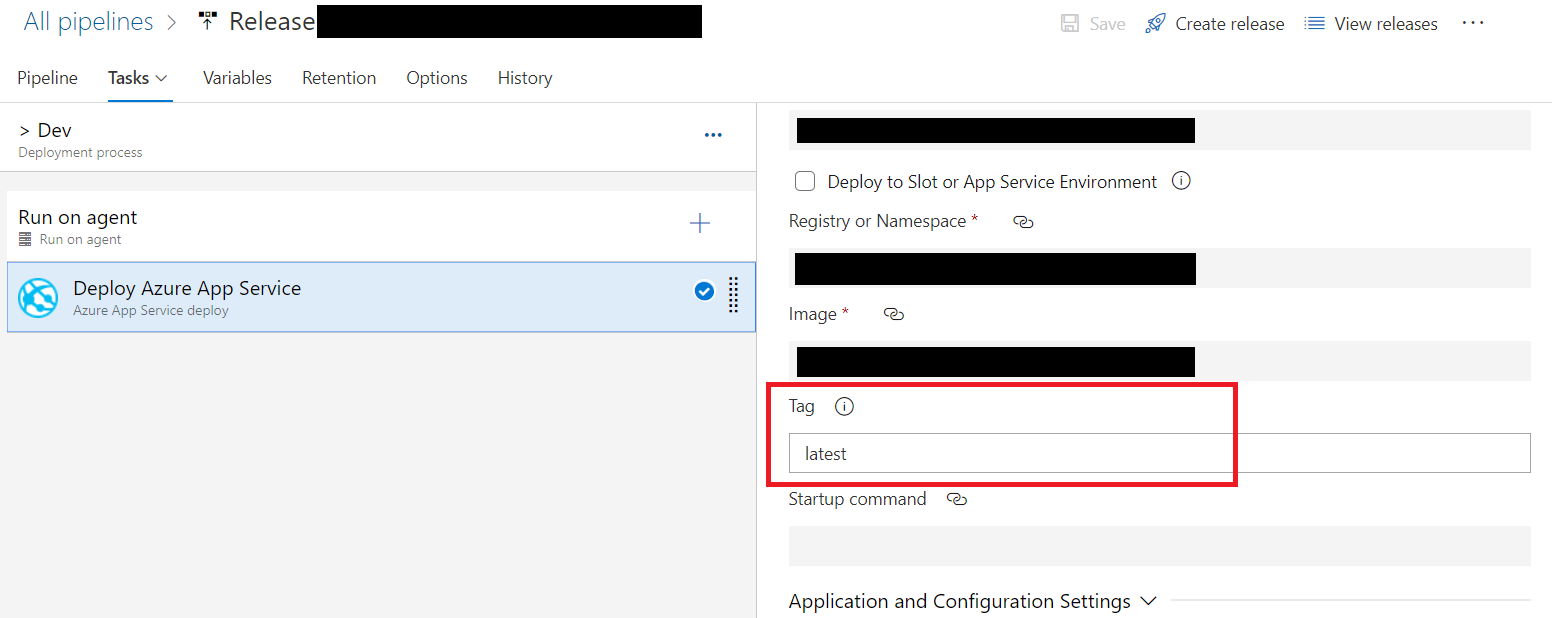 All pipelines > Release
Save Create release View releases ...
Pipeline Tasks Variables Retention Options History
> Dev
Deployment process
Run on agent
Run on agent
Deploy Azure App Service
Azure App Service deploy
Deploy to Slot or App Service Environment
Registry or Namespace *
Image *
Tag
latest
Startup command
Application and Configuration Settings